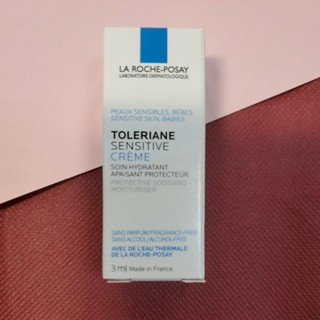 LA ROCHE-POSAY
LABORATOIRE DERMATOLOGIQUE
PEAUX SENSIBLES, BÉBÉS
SENSITIVE SKIN, BABIES
TOLERIANE
SENSITIVE
CRÈME
SOIN HYDRATANT
APAISANT PROTECTEUR
PROTECTIVE SOOTHING
MOISTURISER
SANS PARFUM/FRAGRANCE-FREE
SANS ALCOOL/ALCOHOL-FREE
AVEC DE L'EAU THERMALE
DE LA ROCHE-POSAY
3 ml Made in France